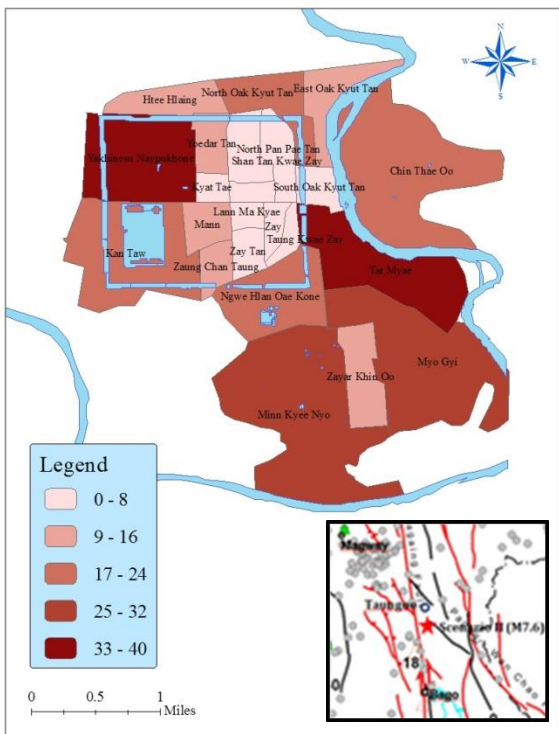 N
W E
S
North Oak Kyut Tan
East Oak Kyut Tan
Htee Hlaing
Yoedar Tan
North Pan Pae Tan
Shan Tan Kwae Zay
Chin Thae Oo
Kyat Tae
South Oak Kyut Tan
Lann Ma Kyae
Mann
Zay
Taung Kwae Zay
Kan Taw
Zay Tan
Zaung Chan Taung
Tat Myae
Ngwe Hlan Oae Kone
Myo Gyi
Zayar Khin Oo
Minn Kyee Nyo
Legend
0 - 8
9 - 16
17 - 24
25 - 32
33 - 40
0 0.5 1
Miles
Magway
Taungoo
Scenario II (M7.6)
18
Bago